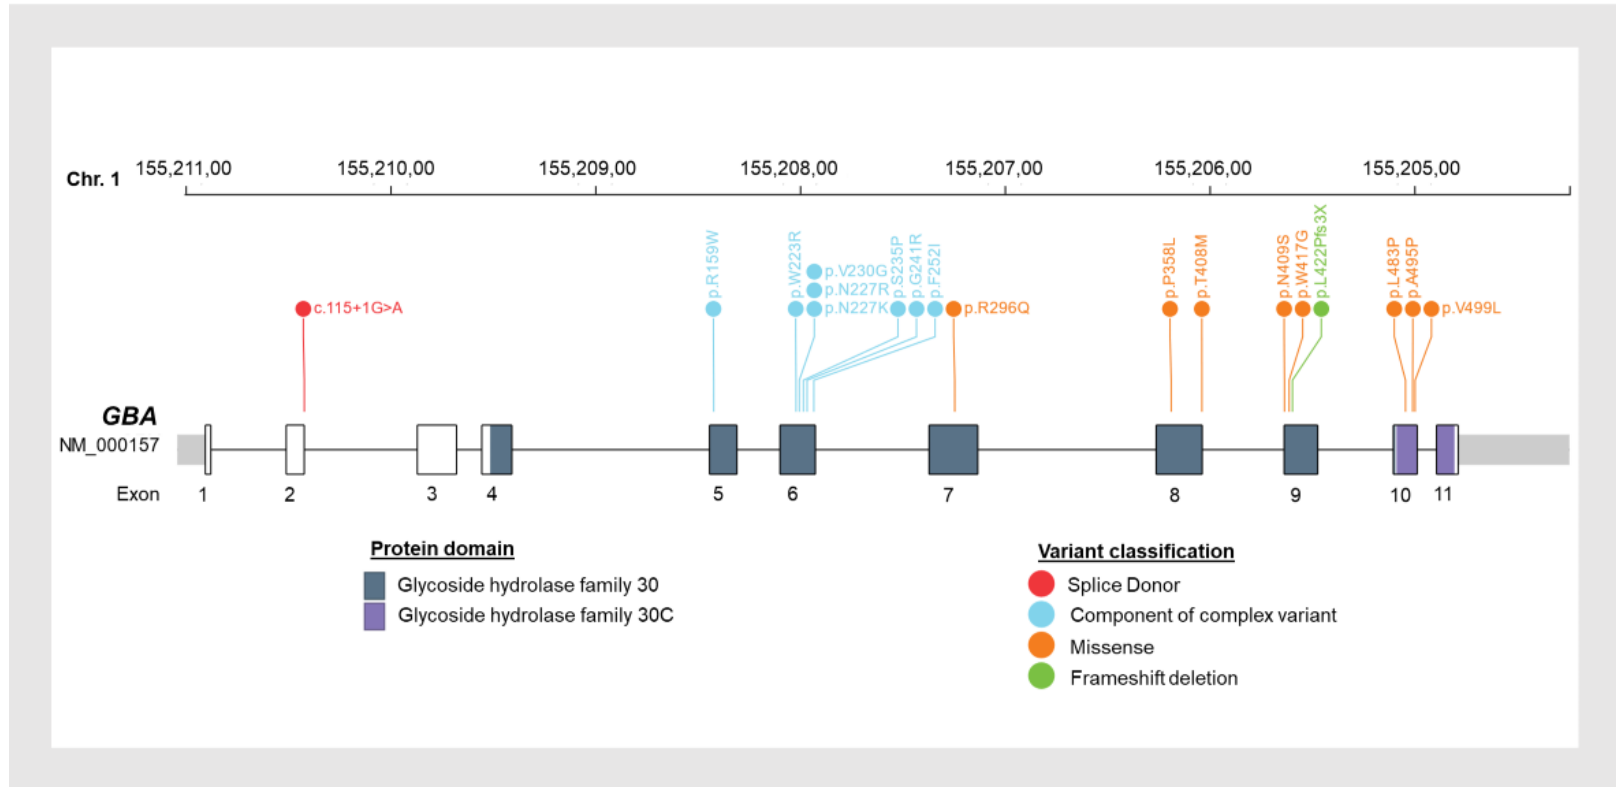 Chr. 1
155,211,00 155,210,00 155,209,00 155,208,00 155,207,00 155,206,00 155,205,00
c.115+1G>A
p.R159W
p.W223R
p.V230G
p.N227R
p.N227K
p.S235P
p.G241R
p.F252I
p.R296Q
p.P358L
p.T408M
p.N409S
p.W417G
p.L422Pfs3X
p.L483P
p.A495P
p.V499L
GBA
NM_000157
Exon 1 2 3 4 5 6 7 8 9 10 11
Protein domain
Glycoside hydrolase family 30
Glycoside hydrolase family 30C
Variant classification
Splice Donor
Component of complex variant
Missense
Frameshift deletion